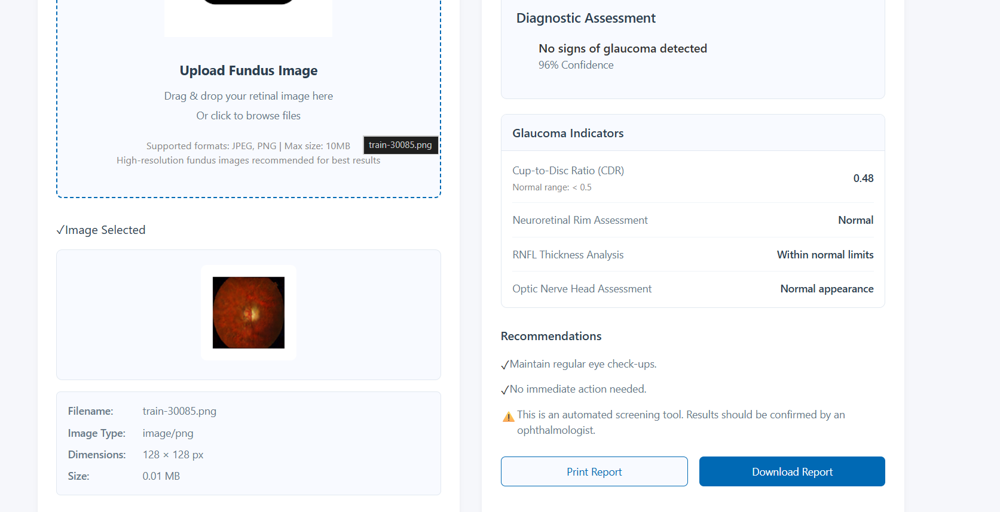 Upload Fundus Image
Drag & drop your retinal image here
Or click to browse files
Supported formats: JPEG, PNG | Max size: 10MB
train-30085.png
High-resolution fundus images recommended for best results
✓Image Selected
Filename: train-30085.png
Image Type: image/png
Dimensions: 128 × 128 px
Size: 0.01 MB
Diagnostic Assessment
No signs of glaucoma detected
96% Confidence
Glaucoma Indicators
Cup-to-Disc Ratio (CDR)
Normal range: < 0.5
0.48
Neuroretinal Rim Assessment Normal
RNFL Thickness Analysis Within normal limits
Optic Nerve Head Assessment Normal appearance
Recommendations
✓Maintain regular eye check-ups.
✓No immediate action needed.
⚠️This is an automated screening tool. Results should be confirmed by an
ophthalmologist.
Print Report Download Report